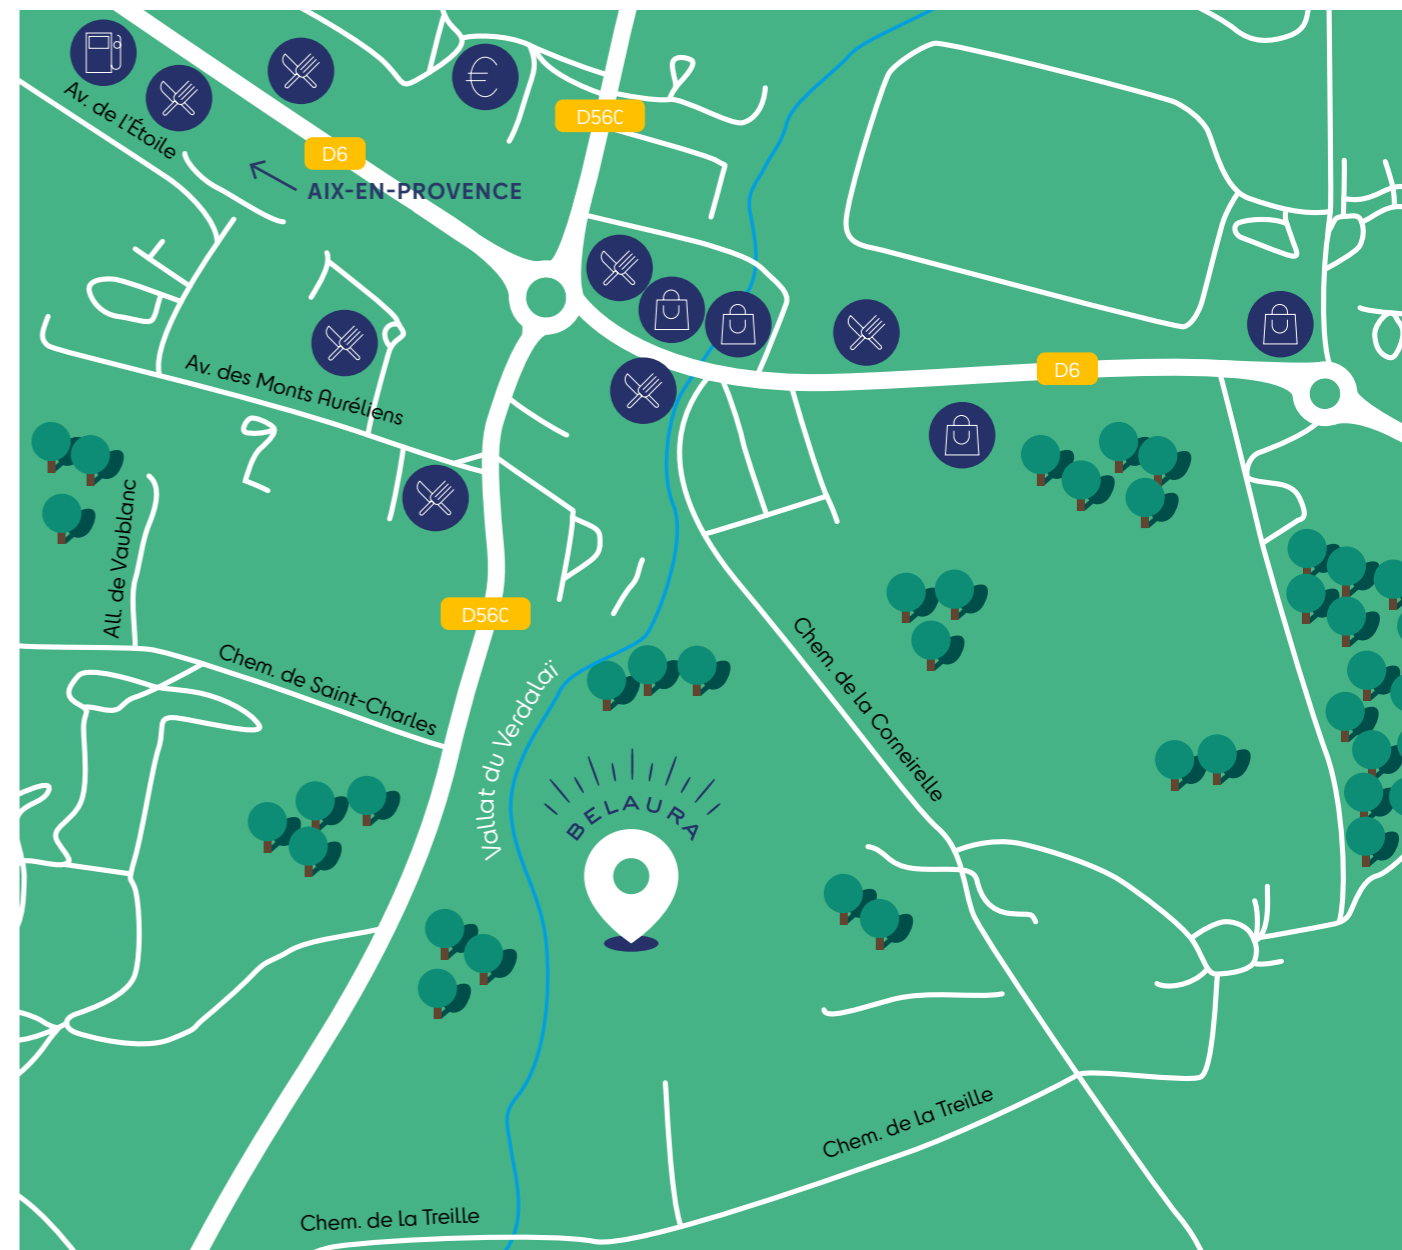 €
D56C
Av. de l'Étoile
D6
AIX-EN-PROVENCE
D6
Av. des Monts Auréliens
All. de Vaublanc
D56C
Chem. de Saint-Charles
Vallat du Verdalaï
Chem. de la Corneirelle
BELAURA
Chem. de la Treille
Chem. de la Treille